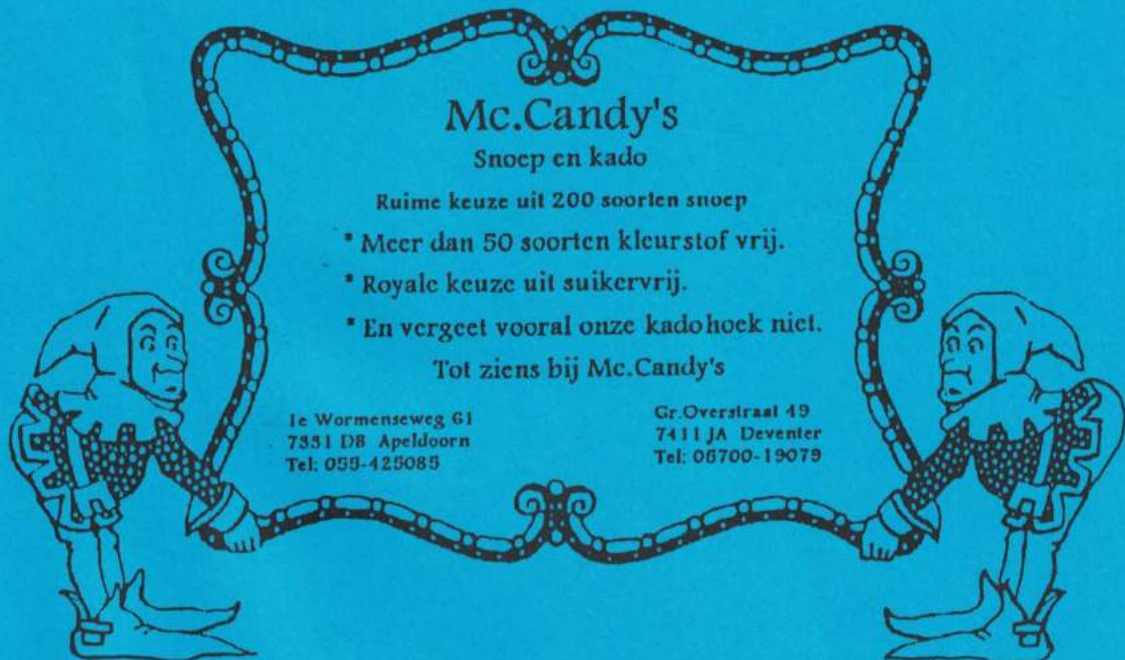 Mc.Candy's
Snoep en kado
Ruime keuze uit 200 soorten snoep
* Meer dan 50 soorten kleurstof vrij.
* Royale keuze uit suikervrij.
* En vergeet vooral onze kadohoek niet.
Tot ziens bij Mc.Candy's
1e Wormenseweg 61
7331 DB Apeldoorn
Tel: 055-425085
Gr.Overstraat 49
7411 JA Deventer
Tel: 05700-19079